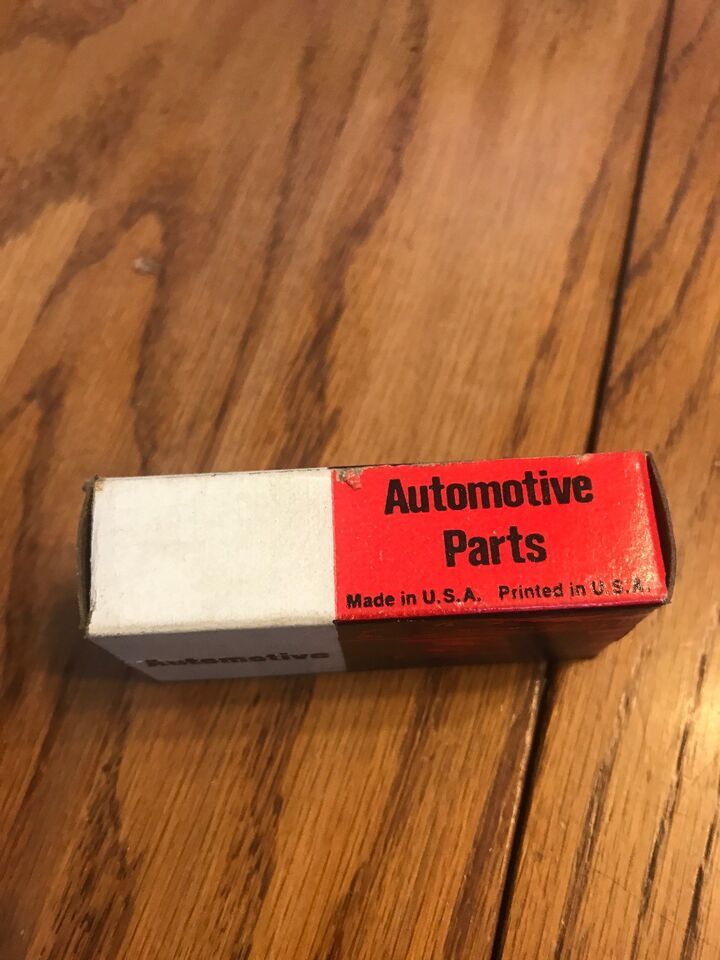 Automotive
Parts
Made in U.S.A. Printed in U.S.A.
Automotive